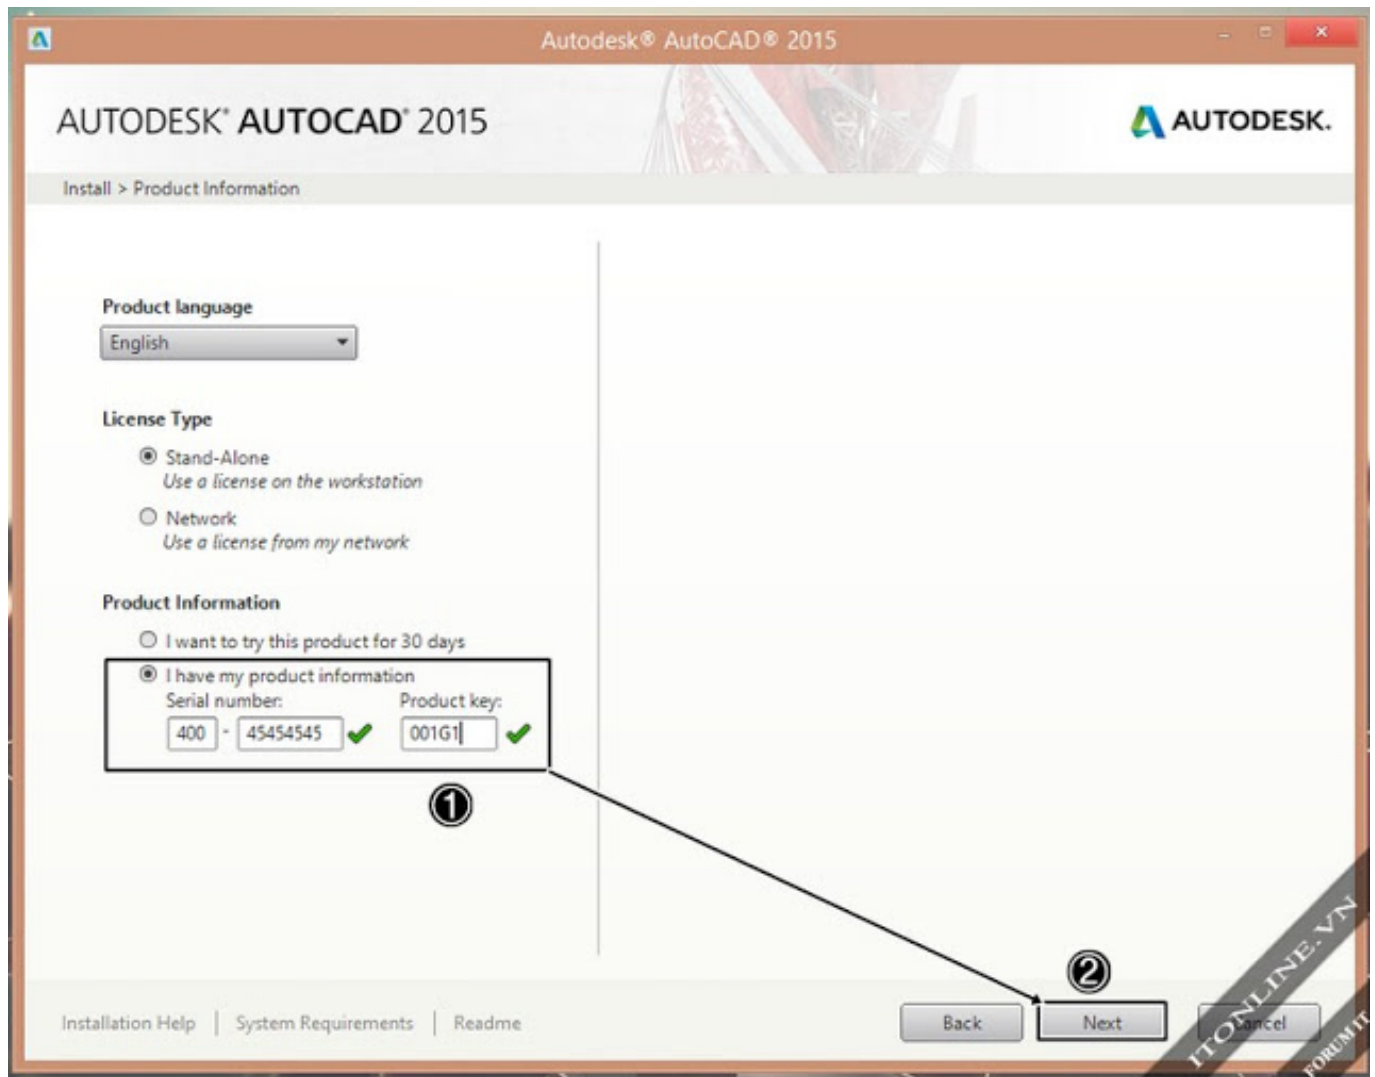 Autodesk® AutoCAD® 2015
AUTODESK® AUTOCAD® 2015
AUTODESK.
Install > Product Information
Product language
English
License Type
Stand-Alone
Use a license on the workstation
Network
Use a license from my network
Product Information
I want to try this product for 30 days
I have my product information
Serial number: Product key:
400 - 45454545 001G1
1
2
Installation Help | System Requirements | Readme
Back Next Cancel
ITONLINE.VN
FORUM IT